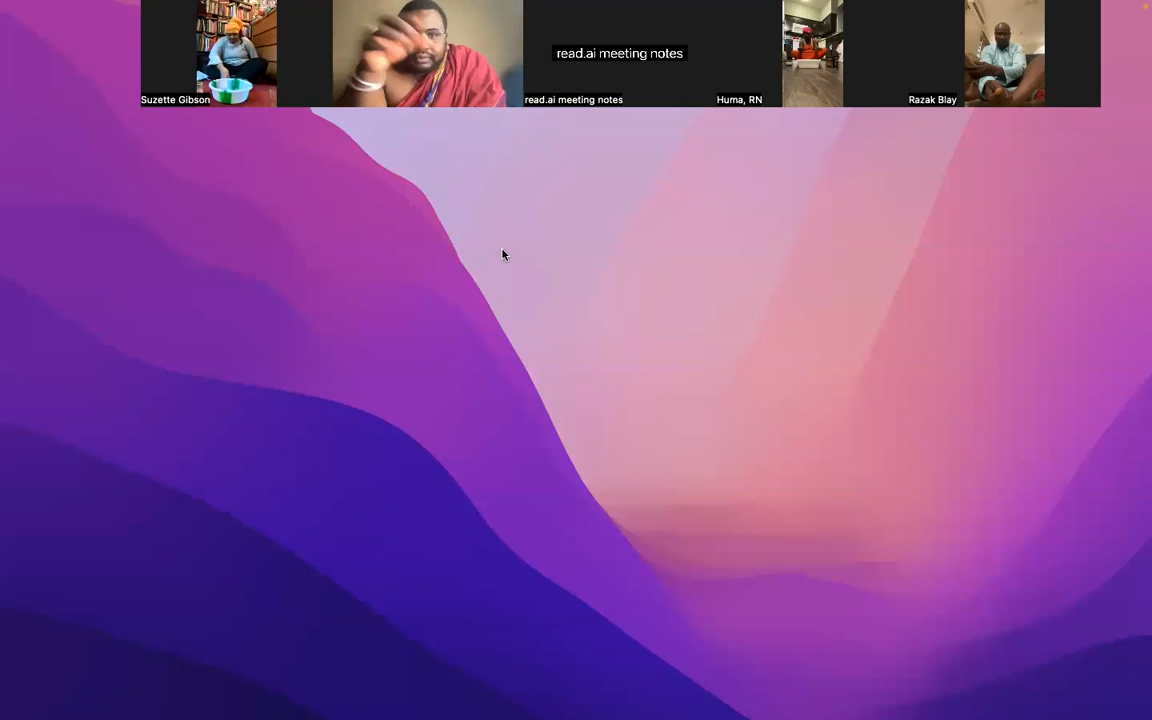 read.ai meeting notes
Suzette Gibson
read.ai meeting notes
Huma, RN
Razak Blay